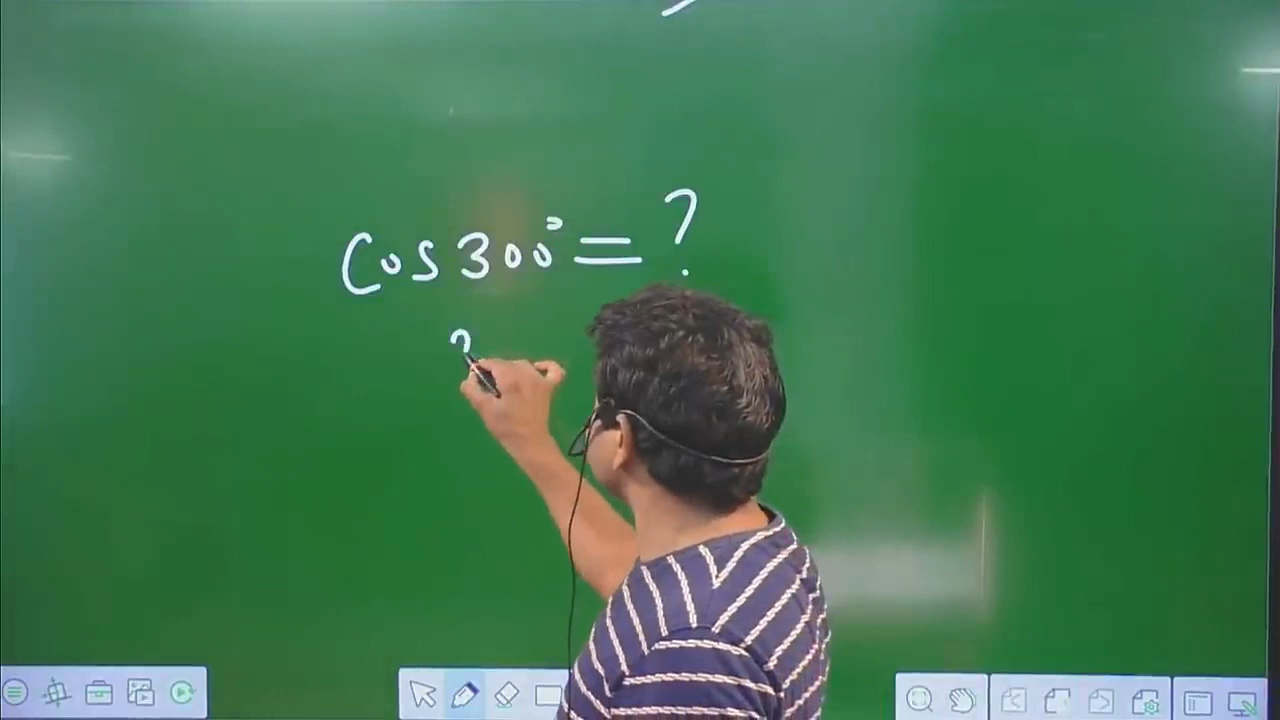 Cos 300° = ?